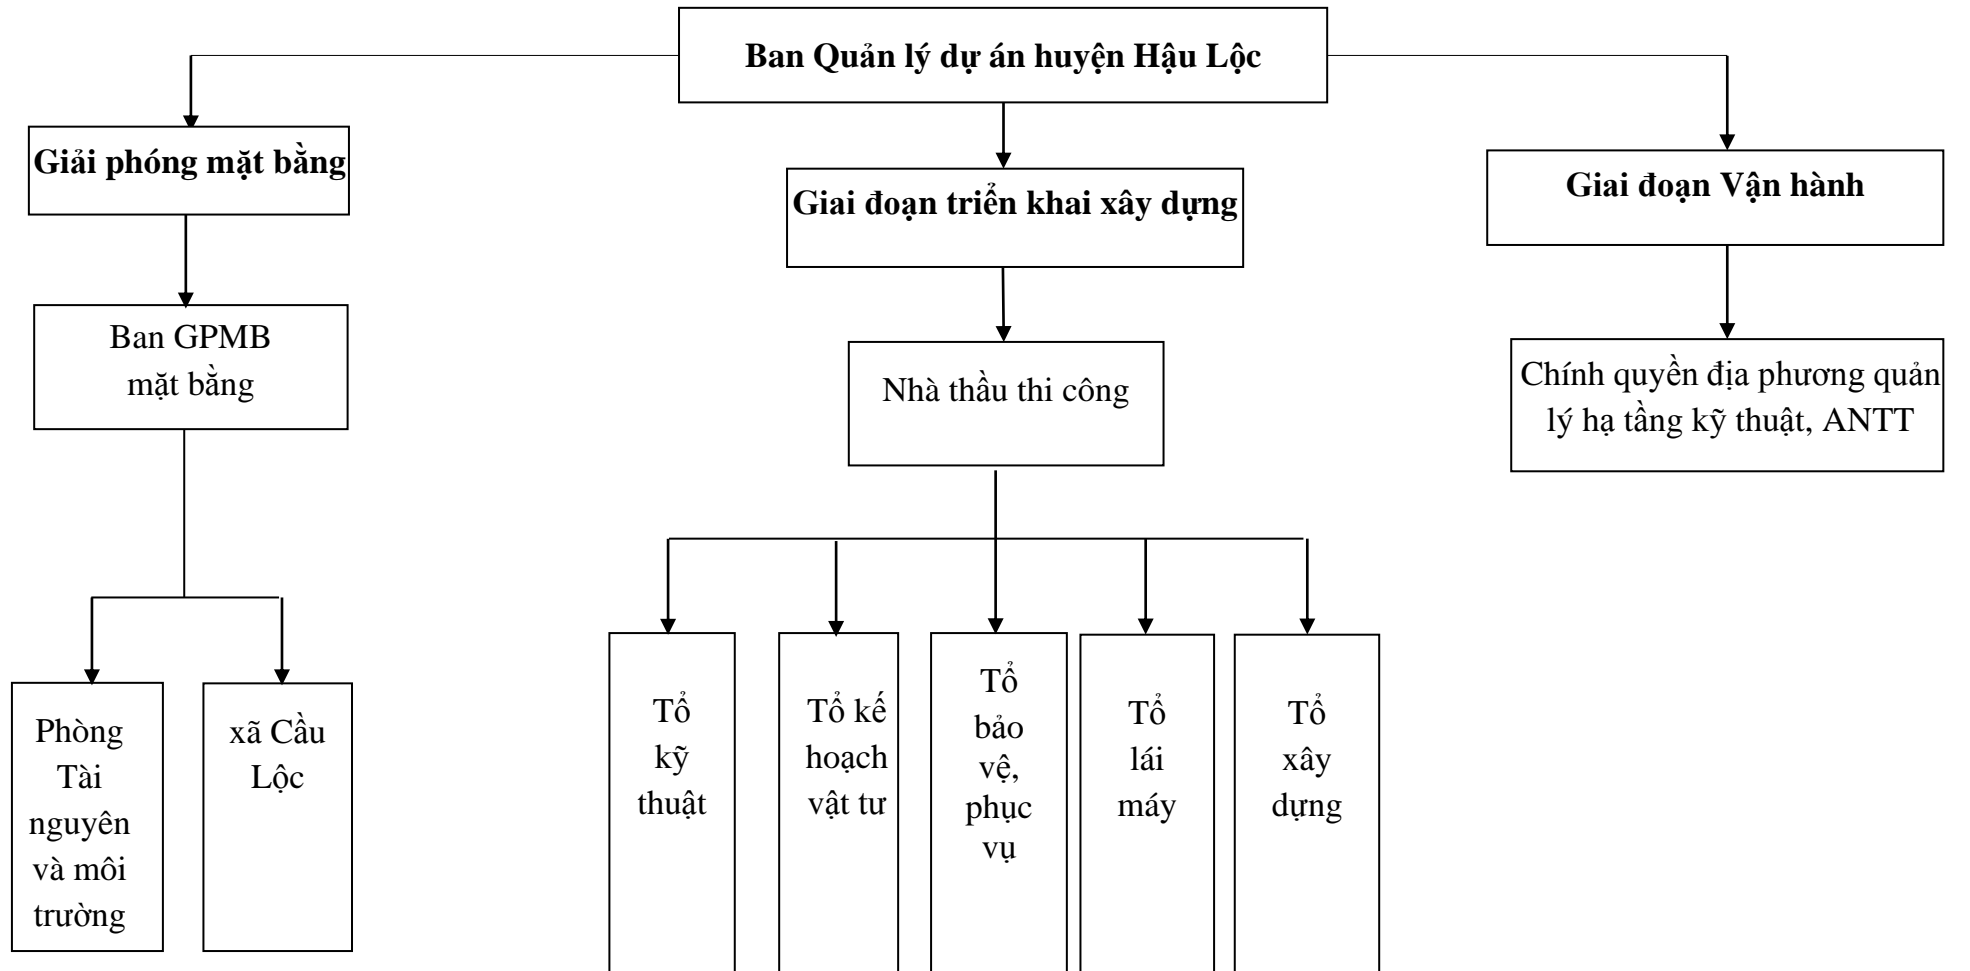 Ban Quản lý dự án huyện Hậu Lộc
Giải phóng mặt bằng
Giai đoạn triển khai xây dựng
Giai đoạn Vận hành
Ban GPMB
mặt bằng
Nhà thầu thi công
Chính quyền địa phương quản
lý hạ tầng kỹ thuật, ANTT
Phòng
Tài
nguyên
và môi
trường
xã Cầu
Lộc
Tổ
kỹ
thuật
Tổ kế
hoạch
vật tư
Tổ
bảo
vệ,
phục
vụ
Tổ
lái
máy
Tổ
xây
dựng